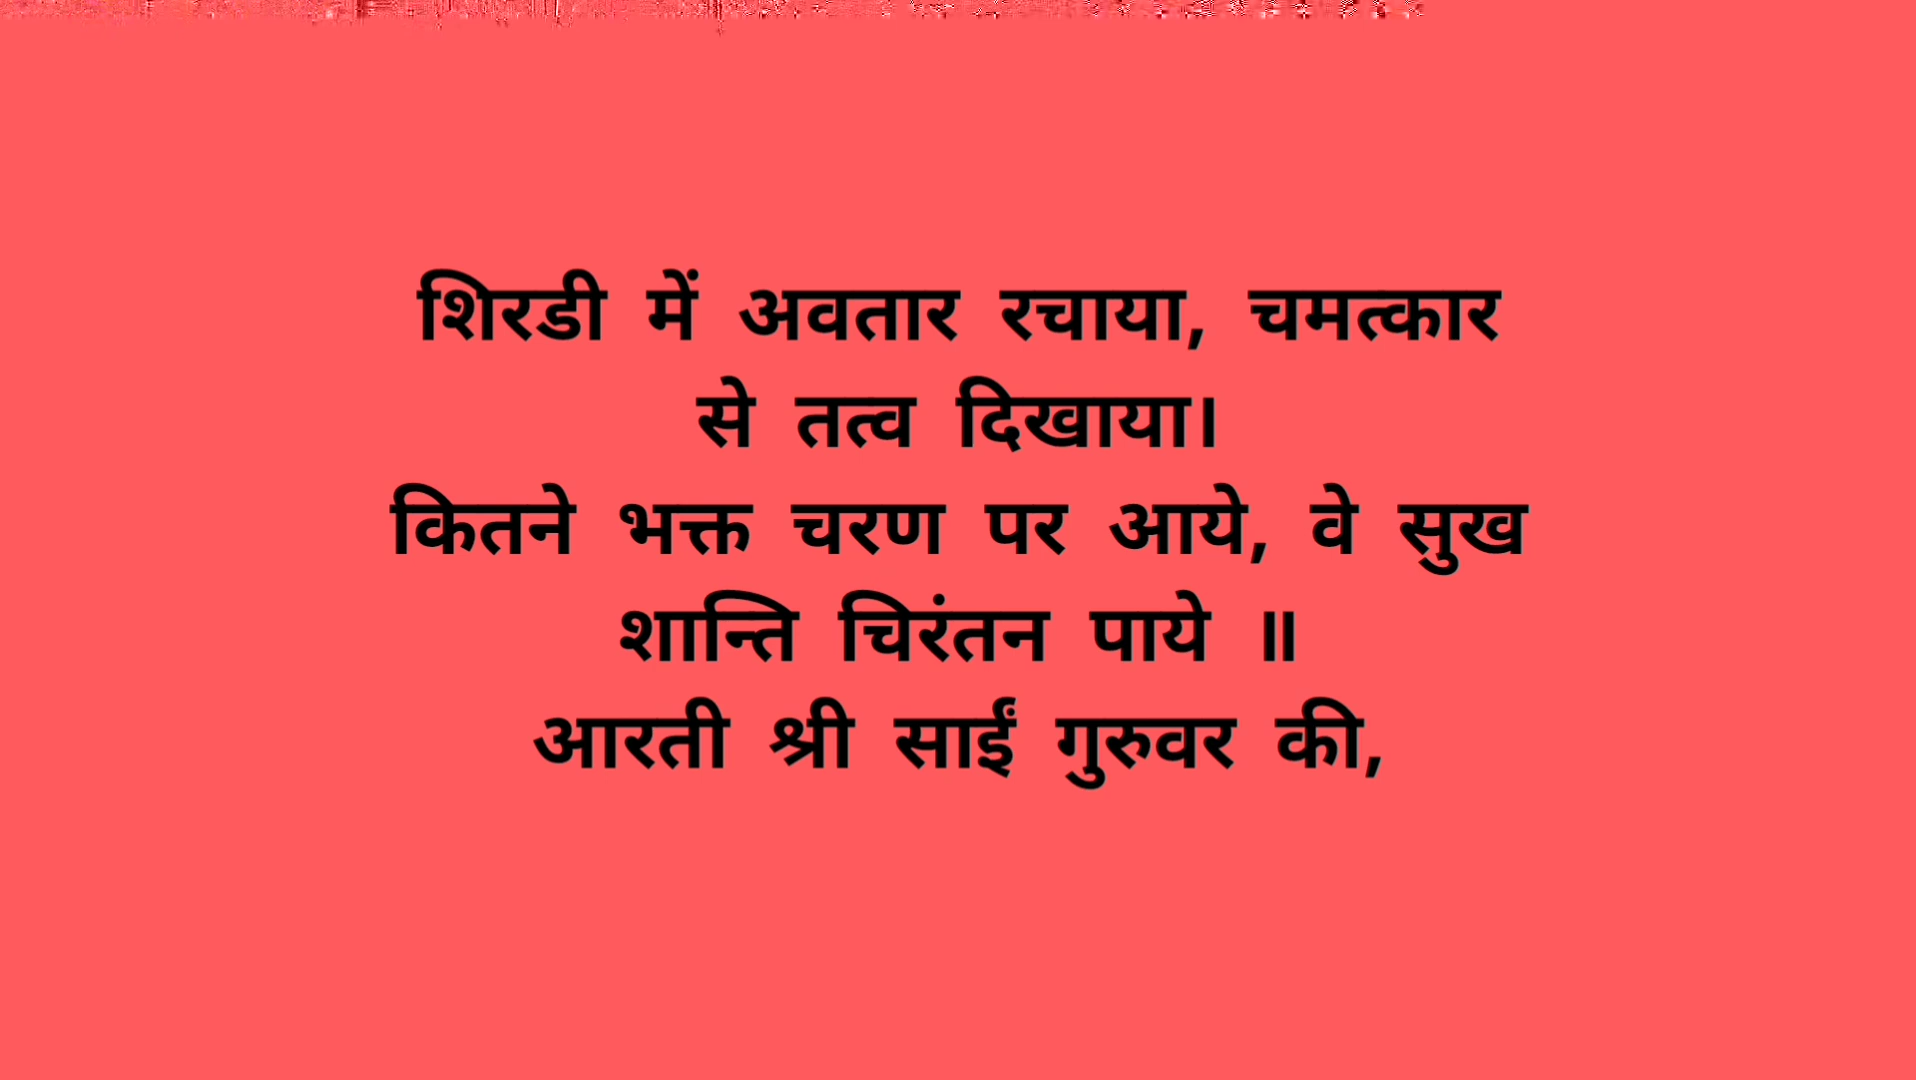 शिरडी में अवतार रचाया, चमत्कार
से तत्व दिखाया।
कितने भक्त चरण पर आये, वे सुख
शान्ति चिरंतन पाये ॥
आरती श्री साईं गुरुवर की,